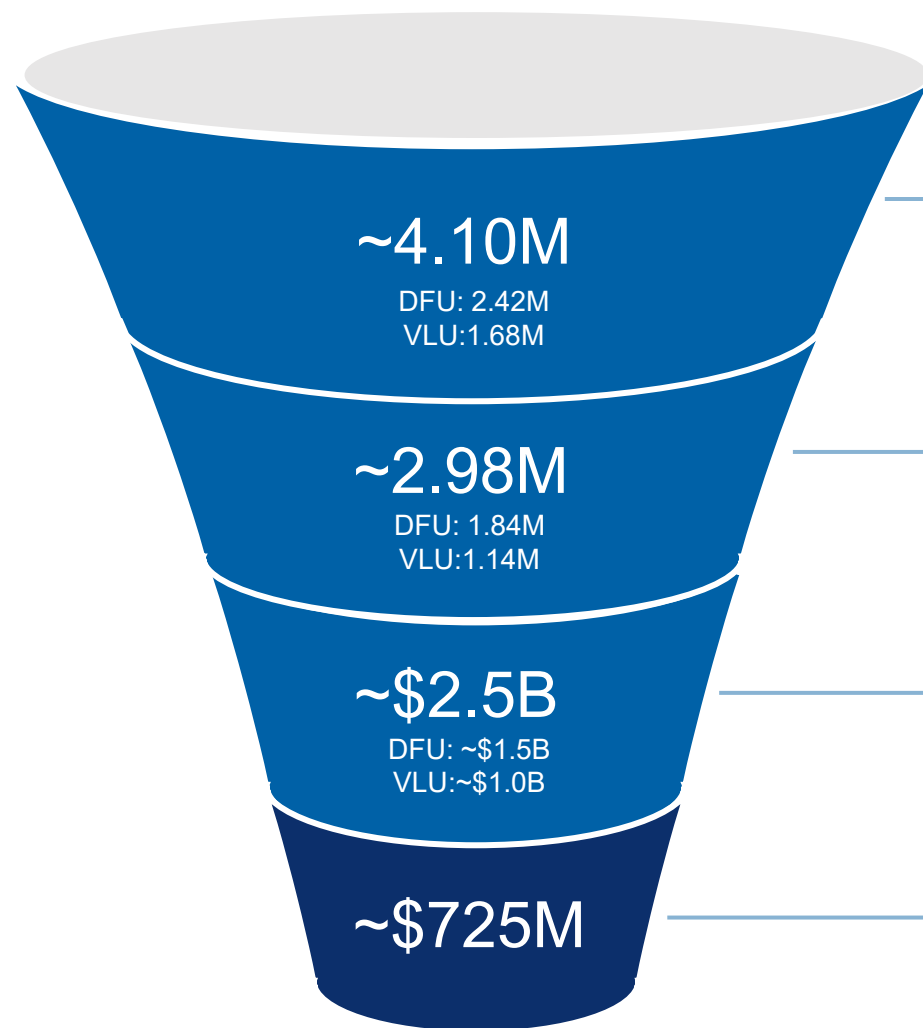 ~4.10M
DFU: 2.42M
VLU:1.68M
~2.98M
DFU: 1.84M
VLU:1.14M
~$2.5B
DFU: ~$1.5B
VLU:~$1.0B
~$725M